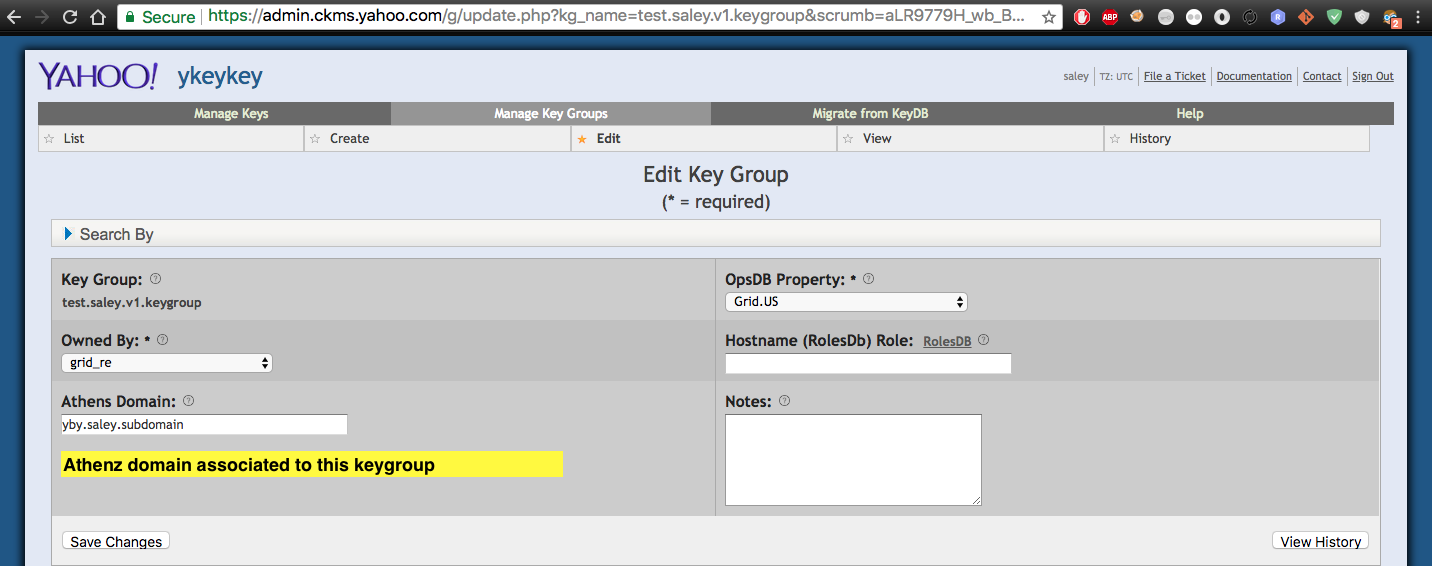 Secure https://admin.ckms.yahoo.com/g/update.php?kg_name=test.saley.v1.keygroup&scrumb=aLR9779H_wb_B...
ABP
R
2
YAHOO! ykeykey
saley TZ: UTC File a Ticket Documentation Contact Sign Out
Manage Keys Manage Key Groups Migrate from KeyDB Help
List Create Edit View History
Edit Key Group
(* = required)
Search By
Key Group: ?
test.saley.v1.keygroup
OpsDB Property: * ?
Grid.US
Owned By: * ?
grid_re
Hostname (RolesDb) Role: RolesDB ?
Athens Domain: ?
yby.saley.subdomain
Athenz domain associated to this keygroup
Notes: ?
Save Changes View History